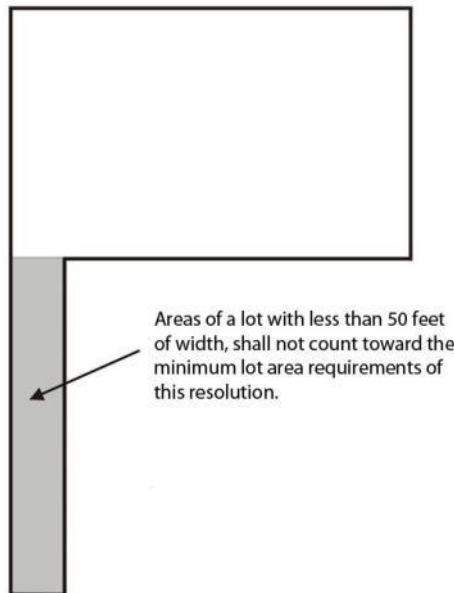 Areas of a lot with less than 50 feet
of width, shall not count toward the
minimum lot area requirements of
this resolution.